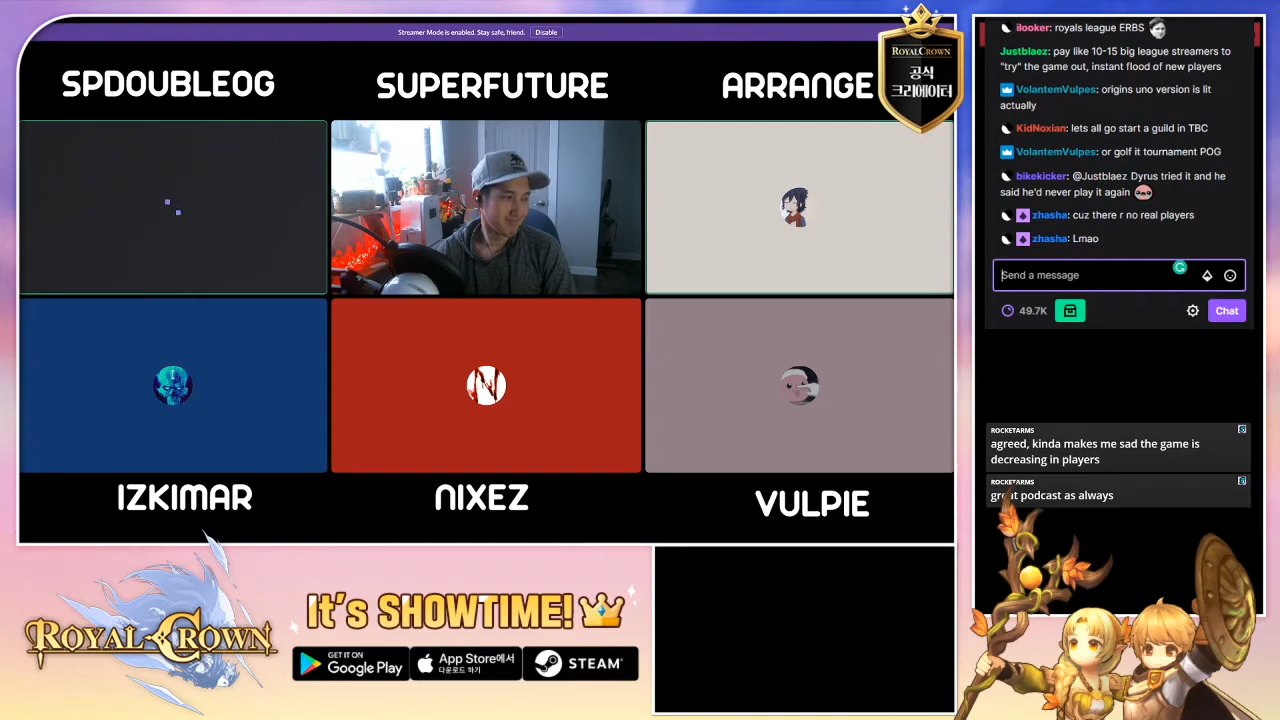 Streamer Mode is enabled. Stay safe, friend. Disable
SPDOUBLEOG
SUPERFUTURE
ARRANGE
ROYALCROWN
공식
크리에이터
IZKIMAR
NIXEZ
VULPIE
ilooker: royals league ERBS
Justblaez: pay like 10-15 big league streamers to
"try" the game out, instant flood of new players
VolantemVulpes: origins uno version is lit
actually
KidNoxian: lets all go start a guild in TBC
VolantemVulpes: or golf it tournament POG
bikekicker: @Justblaez Dyrus tried it and he
said he'd never play it again
zhasha: cuz there r no real players
zhasha: Lmao
Send a message
49.7K
Chat
ROCKETARMS
agreed, kinda makes me sad the game is
decreasing in players
ROCKETARMS
great podcast as always
ROYAL CROWN
It's SHOWTIME!
GET IT ON
Google Play
App Store에서
다운로드 하기
STEAM